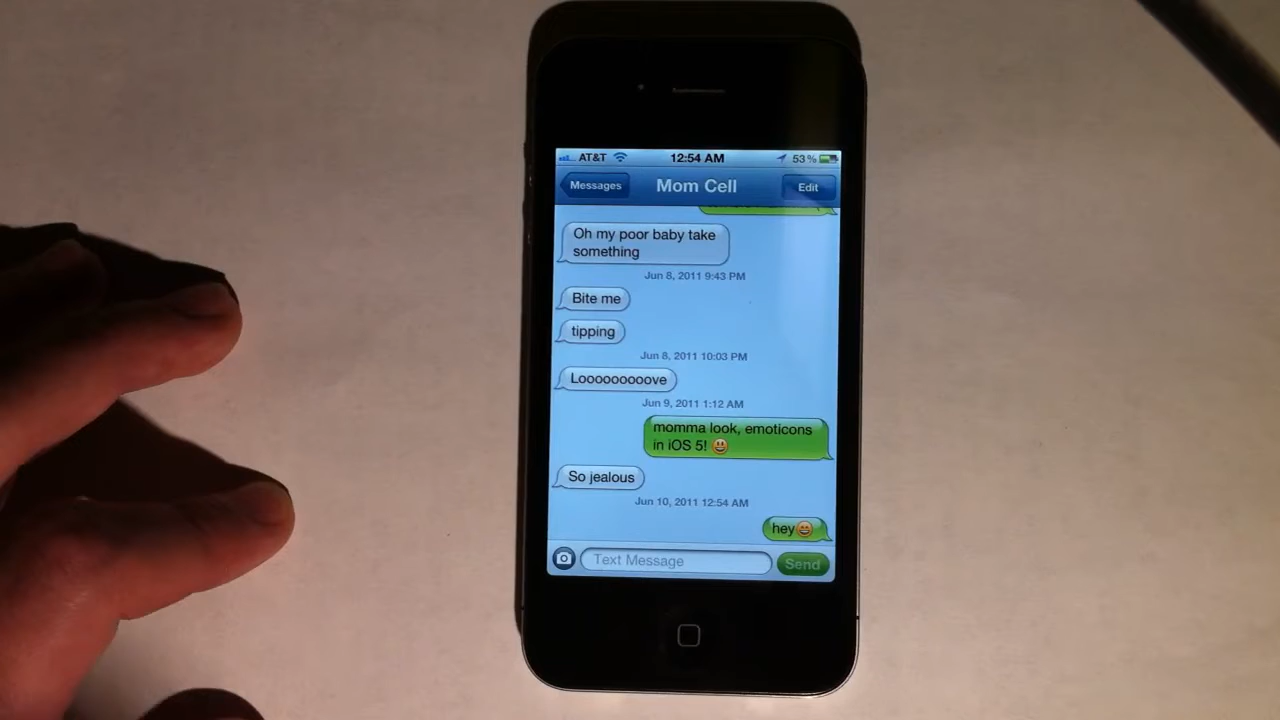 AT&T 12:54 AM 53%
Messages Mom Cell Edit
Oh my poor baby take
something
Jun 8, 2011 9:43 PM
Bite me
tipping
Jun 8, 2011 10:03 PM
Looooooooove
Jun 9, 2011 1:12 AM
momma look, emoticons
in iOS 5! 😃
So jealous
Jun 10, 2011 12:54 AM
hey😄
Text Message Send